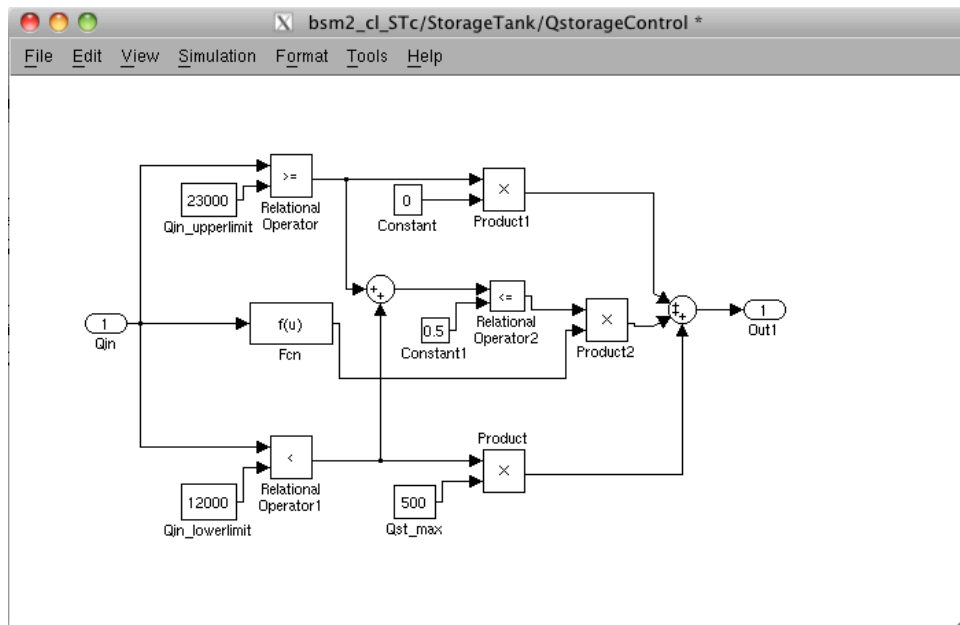 X bsm2_cl_STc/StorageTank/QstorageControl *
File Edit View Simulation Format Tools Help
>=
23000
Qin_upperlimit
Relational
Operator
0
Constant
×
Product1
+
+
<=
Relational
Operator2
0.5
Constant1
×
Product2
+
+
+
1
Out1
1
Qin
f(u)
Fcn
<
Relational
Operator1
12000
Qin_lowerlimit
Product
×
500
Qst_max